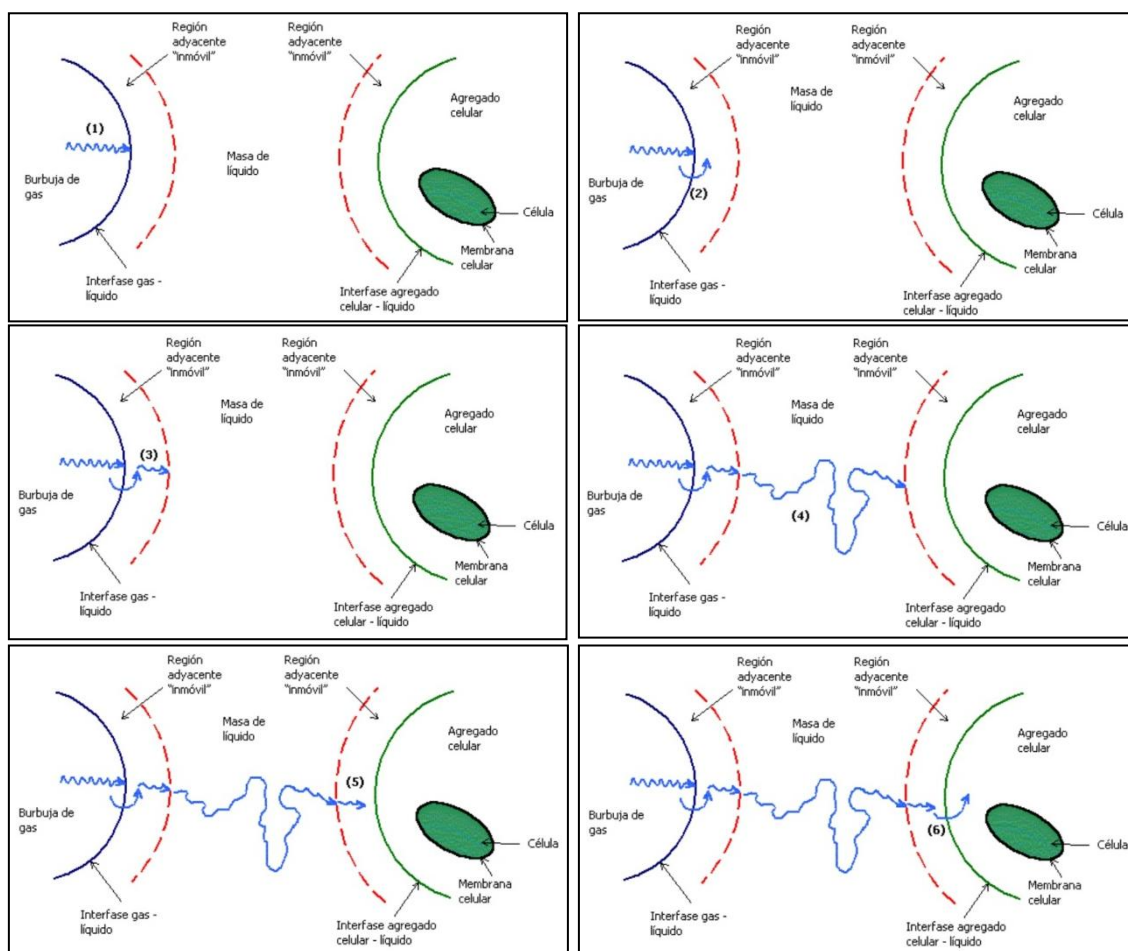 Región
adyacente
"inmóvil"
Región
adyacente
"inmóvil"
(1)
Masa de
líquido
Agregado
celular
Burbuja de
gas
Célula
Membrana
celular
Interfase gas -
líquido
Interfase agregado
celular - líquido
Región
adyacente
"inmóvil"
Región
adyacente
"inmóvil"
Masa de
líquido
Agregado
celular
Burbuja de
gas
(2)
Célula
Membrana
celular
Interfase gas -
líquido
Interfase agregado
celular - líquido
Región
adyacente
"inmóvil"
Región
adyacente
"inmóvil"
Masa de
líquido
Agregado
celular
(3)
Burbuja de
gas
Célula
Membrana
celular
Interfase gas -
líquido
Interfase agregado
celular - líquido
Región
adyacente
"inmóvil"
Región
adyacente
"inmóvil"
Masa de
líquido
Agregado
celular
Burbuja de
gas
(4)
Célula
Membrana
celular
Interfase gas -
líquido
Interfase agregado
celular - líquido
Región
adyacente
"inmóvil"
Región
adyacente
"inmóvil"
Masa de
líquido
Agregado
celular
(5)
Burbuja de
gas
Célula
Membrana
celular
Interfase gas -
líquido
Interfase agregado
celular - líquido
Región
adyacente
"inmóvil"
Región
adyacente
"inmóvil"
Masa de
líquido
Agregado
celular
Burbuja de
gas
(6)
Célula
Membrana
celular
Interfase gas -
líquido
Interfase agregado
celular - líquido